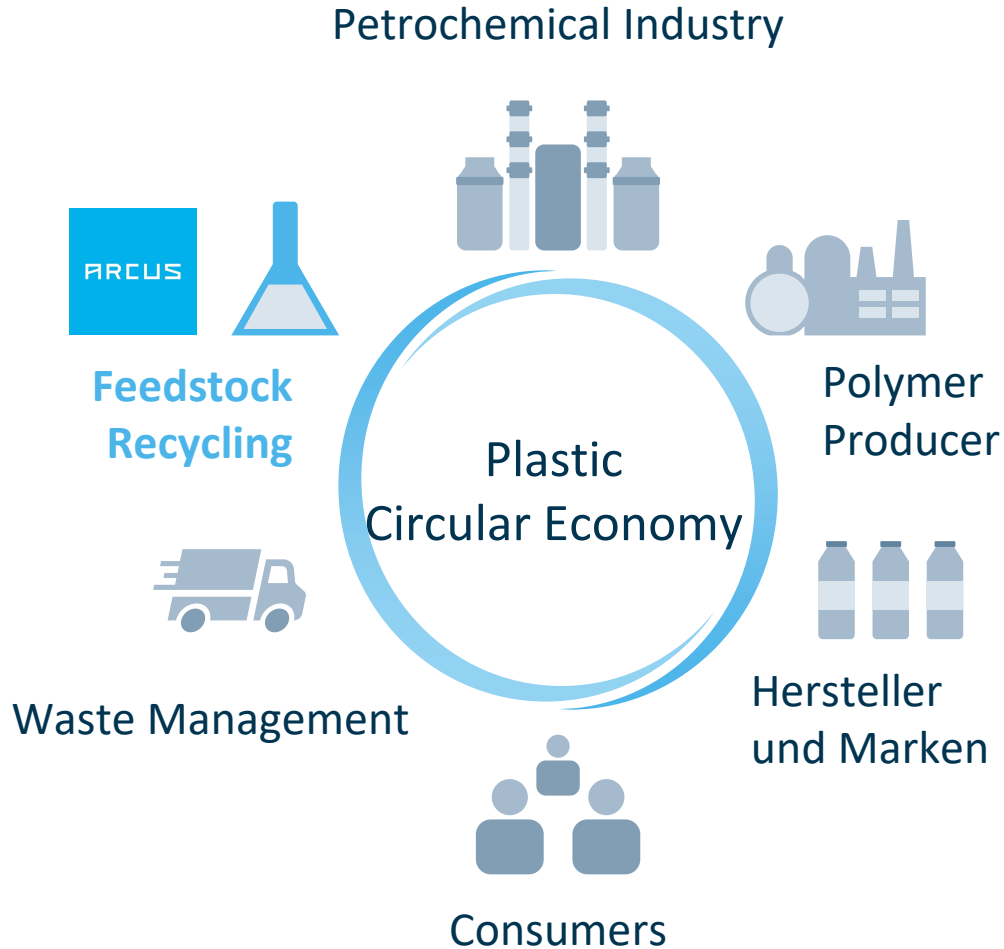 Petrochemical Industry
ARCUS
Feedstock
Recycling
Polymer
Producer
Plastic
Circular Economy
Waste Management
Hersteller
und Marken
Consumers